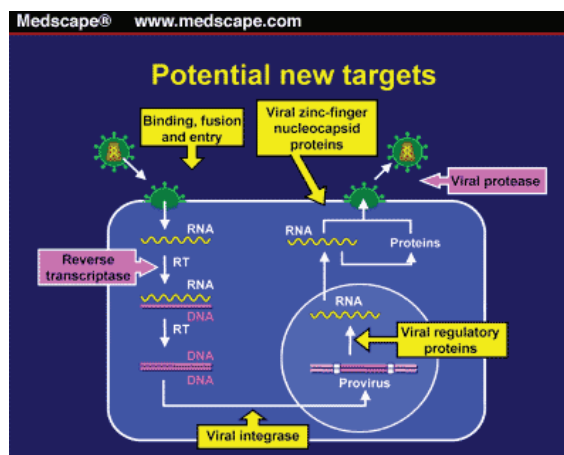 Medscape® www.medscape.com
Potential new targets
Binding, fusion
and entry
Viral zinc-finger
nucleocapsid
proteins
Viral protease
RNA
RT
Reverse
transcriptase
RNA
DNA
RT
DNA
DNA
Viral integrase
Provirus
RNA
Viral regulatory
proteins
RNA
Proteins